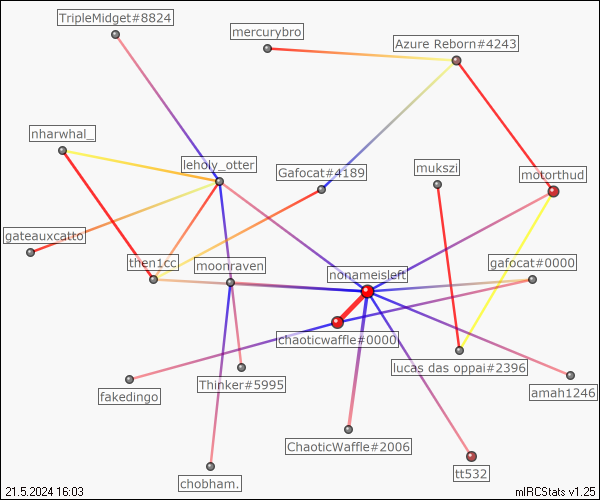 TripleMidget#8824
mercurybro
Azure Reborn#4243
nharwhal_
leholy_otter
Gafocat#4189
mukszi
motorthud
gateauxcatto
then1cc
moonraven
nonameisleft
gafocat#0000
chaoticwaffle#0000
lucas das oppai#2396
Thinker#5995
fakedingo
amah1246
ChaoticWaffle#2006
tt532
chobham.
21.5.2024 16:03
mIRCStats v1.25